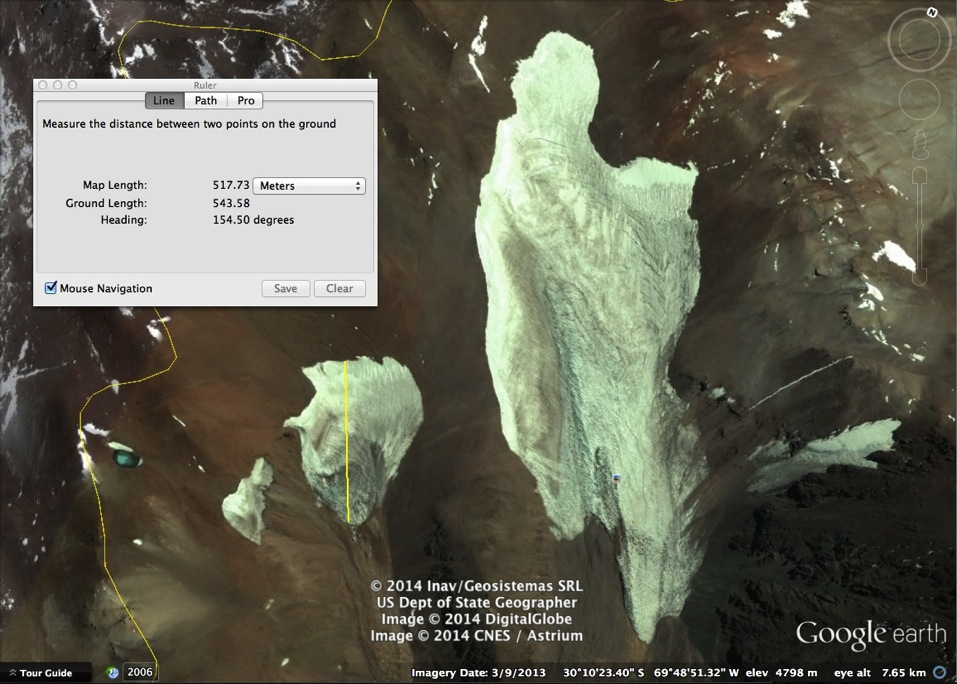 N
Ruler
Line Path Pro
Measure the distance between two points on the ground
Map Length: 517.73 Meters
Ground Length: 543.58
Heading: 154.50 degrees
Mouse Navigation Save Clear
© 2014 Inav/Geosistemas SRL
US Dept of State Geographer
Image © 2014 DigitalGlobe
Image © 2014 CNES / Astrium
Google earth
Tour Guide 2006 Imagery Date: 3/9/2013 30°10'23.40" S 69°48'51.32" W elev 4798 m eye alt 7.65 km